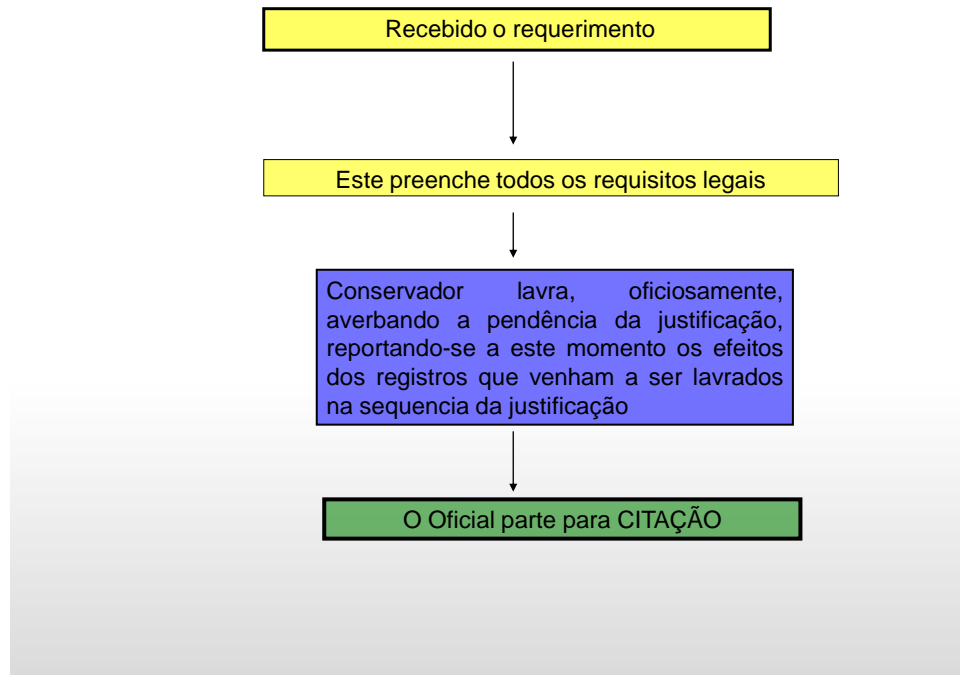 Recebido o requerimento
Este preenche todos os requisitos legais
Conservador lavra, oficiosamente,
averbando a pendência da justificação,
reportando-se a este momento os efeitos
dos registros que venham a ser lavrados
na sequencia da justificação
O Oficial parte para CITAÇÃO